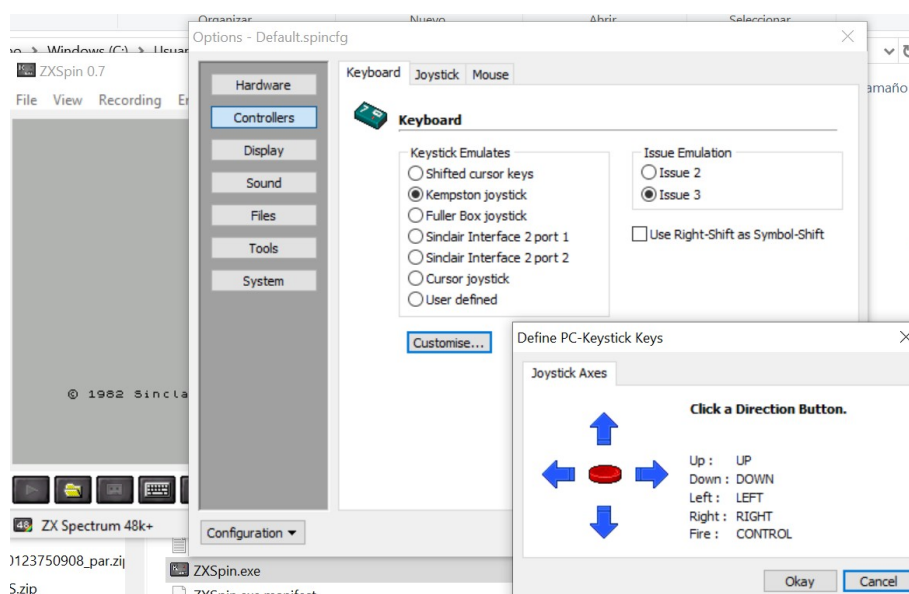 Organizar Nuevo Abrir Seleccionar
Options - Default.spincfg
Windows (C:) > Usuar
ZXSpin 0.7
File View Recording
amaño
Hardware
Controllers
Display
Sound
Files
Tools
System
Keyboard Joystick Mouse
Keyboard
Keystick Emulates
Shifted cursor keys
Kempston joystick
Fuller Box joystick
Sinclair Interface 2 port 1
Sinclair Interface 2 port 2
Cursor joystick
User defined
Issue Emulation
Issue 2
Issue 3
Use Right-Shift as Symbol-Shift
Customise...
Define PC-Keystick Keys
Joystick Axes
Click a Direction Button.
Up : UP
Down : DOWN
Left : LEFT
Right : RIGHT
Fire : CONTROL
Okay Cancel
© 1982 Sincla
48 ZX Spectrum 48k+
Configuration
0123750908_par.zip
ZXSpin.exe
S.zip
ZXSpin.exe.manifest